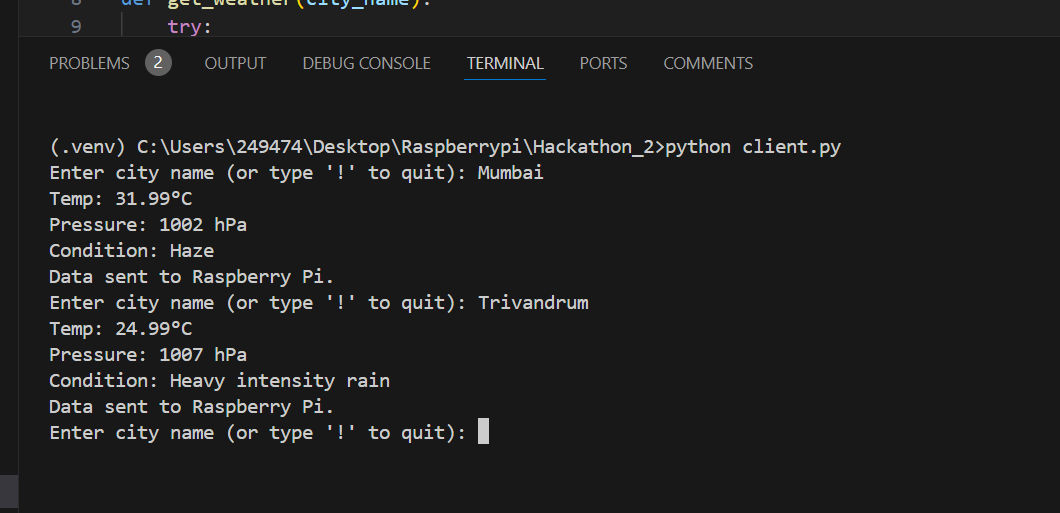 8 def get_weather(city_name):
9 try:
PROBLEMS 2 OUTPUT DEBUG CONSOLE TERMINAL PORTS COMMENTS
(.venv) C:\Users\249474\Desktop\Raspberrypi\Hackathon_2>python client.py
Enter city name (or type '!' to quit): Mumbai
Temp: 31.99°C
Pressure: 1002 hPa
Condition: Haze
Data sent to Raspberry Pi.
Enter city name (or type '!' to quit): Trivandrum
Temp: 24.99°C
Pressure: 1007 hPa
Condition: Heavy intensity rain
Data sent to Raspberry Pi.
Enter city name (or type '!' to quit):